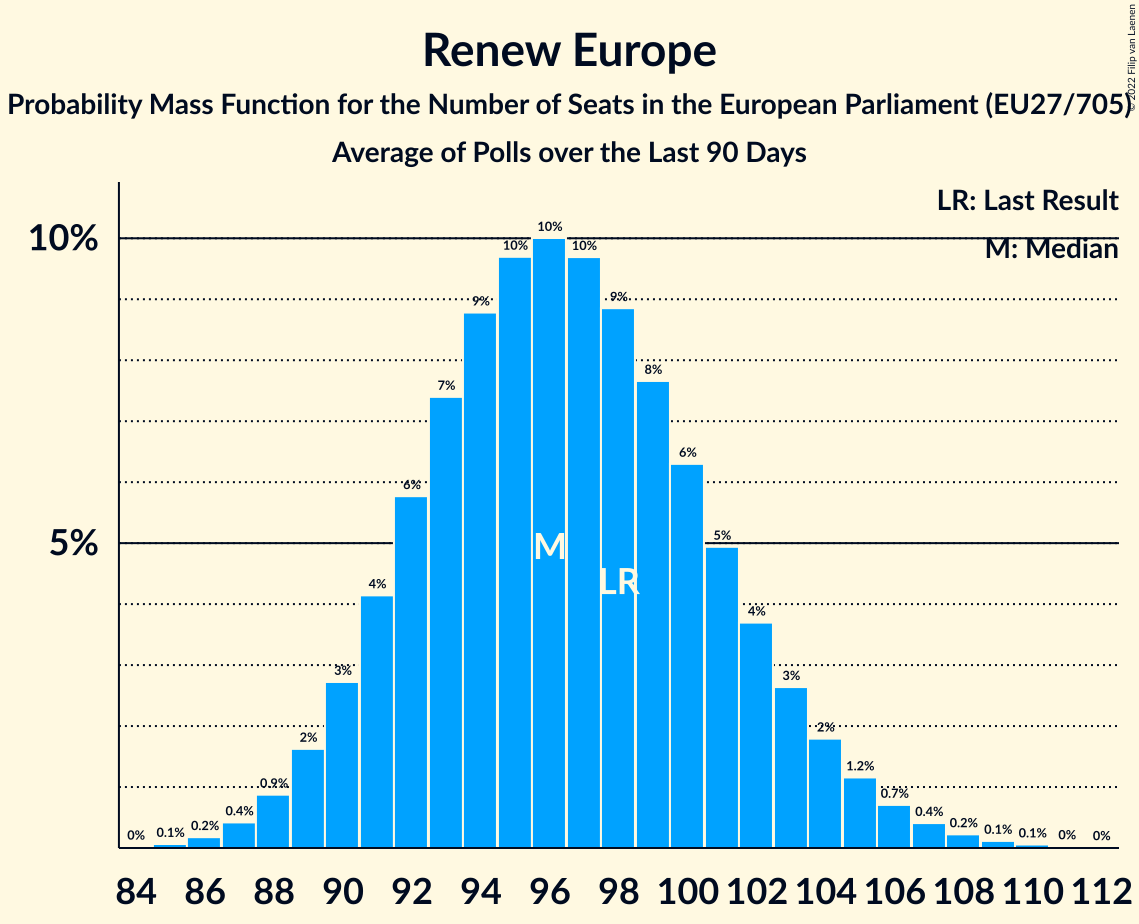 Renew Europe
Probability Mass Function for the Number of Seats in the European Parliament (EU27/705)
Average of Polls over the Last 90 Days
© 2022 Filip van Laenen
LR: Last Result
M: Median
10%
5%
0% 0.1% 0.2% 0.4% 0.9% 2% 3% 4% 6% 7% 9% 10% 10% 10% 9% 8% 6% 5% 4% 3% 2% 1.2% 0.7% 0.4% 0.2% 0.1% 0.1% 0% 0%
M
LR
84 86 88 90 92 94 96 98 100 102 104 106 108 110 112